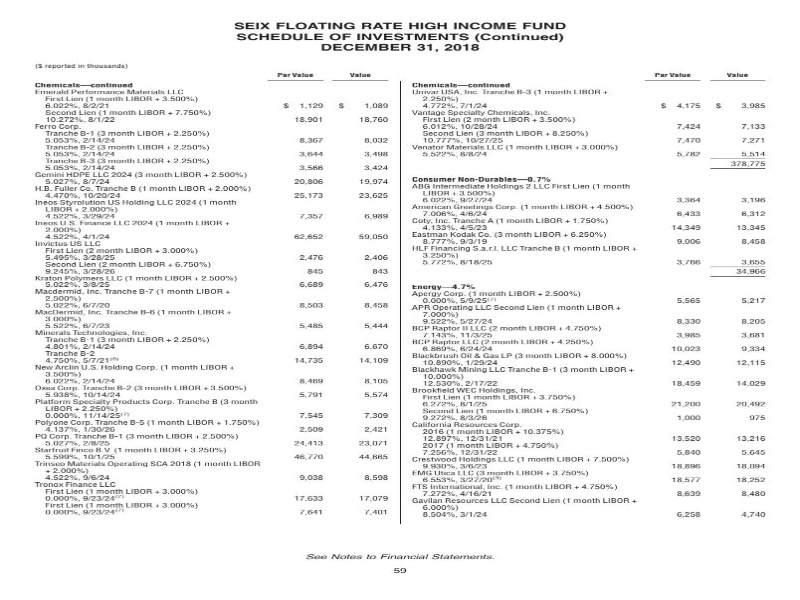 SEIX FLOATING RATE HIGH INCOME FUND
SCHEDULE OF INVESTMENTS (Continued)
DECEMBER 31, 2018
($ reported in thousands)
Par Value Value
Chemicals—continued
Emerald Performance Materials LLC
First Lien (1 month LIBOR + 3.500%)
6.022%, 8/2/21 $ 1,129 $ 1,089
Second Lien (1 month LIBOR + 7.750%)
10.272%, 8/1/22 18,901 18,760
Ferro Corp.
Tranche B-1 (3 month LIBOR + 2.250%)
5.053%, 2/14/24 8,367 8,032
Tranche B-2 (3 month LIBOR + 2.250%)
5.053%, 2/14/24 3,644 3,498
Tranche B-3 (3 month LIBOR + 2.250%)
5.053%, 2/14/24 3,566 3,424
Gemini HDPE LLC 2024 (3 month LIBOR + 2.500%)
5.027%, 8/7/24 20,806 19,974
H.B. Fuller Co. Tranche B (1 month LIBOR + 2.000%)
4.470%, 10/20/24 25,173 23,625
Ineos Styrolution US Holding LLC 2024 (1 month
LIBOR + 2.000%)
4.522%, 3/29/24 7,357 6,989
Ineos U.S. Finance LLC 2024 (1 month LIBOR +
2.000%)
4.522%, 4/1/24 62,652 59,050
Invictus US LLC
First Lien (2 month LIBOR + 3.000%)
5.495%, 3/28/25 2,476 2,406
Second Lien (2 month LIBOR + 6.750%)
9.245%, 3/28/26 845 843
Kraton Polymers LLC (1 month LIBOR + 2.500%)
5.022%, 3/8/25 6,689 6,476
Macdermid, Inc. Tranche B-7 (1 month LIBOR +
2.500%)
5.022%, 6/7/20 8,503 8,458
MacDermid, Inc. Tranche B-6 (1 month LIBOR +
3.000%)
5.522%, 6/7/23 5,485 5,444
Minerals Technologies, Inc.
Tranche B-1 (3 month LIBOR + 2.250%)
4.801%, 2/14/24 6,894 6,670
Tranche B-2
4.750%, 5/7/21(8) 14,735 14,109
New Arclin U.S. Holding Corp. (1 month LIBOR +
3.500%)
6.022%, 2/14/24 8,469 8,105
Oxea Corp. Tranche B-2 (3 month LIBOR + 3.500%)
5.938%, 10/14/24 5,791 5,574
Platform Specialty Products Corp. Tranche B (3 month
LIBOR + 2.250%)
0.000%, 11/14/25(7) 7,545 7,309
Polyone Corp. Tranche B-5 (1 month LIBOR + 1.750%)
4.137%, 1/30/26 2,509 2,421
PQ Corp. Tranche B-1 (3 month LIBOR + 2.500%)
5.027%, 2/8/25 24,413 23,071
Starfruit Finco B.V. (1 month LIBOR + 3.250%)
5.599%, 10/1/25 46,770 44,665
Trinseo Materials Operating SCA 2018 (1 month LIBOR
+ 2.000%)
4.522%, 9/6/24 9,038 8,598
Tronox Finance LLC
First Lien (1 month LIBOR + 3.000%)
0.000%, 9/23/24(7) 17,633 17,079
First Lien (1 month LIBOR + 3.000%)
0.000%, 9/23/24(7) 7,641 7,401
Par Value Value
Chemicals—continued
Univar USA, Inc. Tranche B-3 (1 month LIBOR +
2.250%)
4.772%, 7/1/24 $ 4,175 $ 3,985
Vantage Specialty Chemicals, Inc.
First Lien (2 month LIBOR + 3.500%)
6.012%, 10/28/24 7,424 7,133
Second Lien (3 month LIBOR + 8.250%)
10.777%, 10/27/25 7,470 7,271
Venator Materials LLC (1 month LIBOR + 3.000%)
5.522%, 8/8/24 5,782 5,514
378,775
Consumer Non-Durables—0.7%
ABG Intermediate Holdings 2 LLC First Lien (1 month
LIBOR + 3.500%)
6.022%, 9/27/24 3,364 3,196
American Greetings Corp. (1 month LIBOR + 4.500%)
7.006%, 4/6/24 6,433 6,312
Coty, Inc. Tranche A (1 month LIBOR + 1.750%)
4.133%, 4/5/23 14,349 13,345
Eastman Kodak Co. (3 month LIBOR + 6.250%)
8.777%, 9/3/19 9,006 8,458
HLF Financing S.a.r.l. LLC Tranche B (1 month LIBOR +
3.250%)
5.772%, 8/18/25 3,766 3,655
34,966
Energy—4.7%
Apergy Corp. (1 month LIBOR + 2.500%)
0.000%, 5/9/25(7) 5,565 5,217
APR Operating LLC Second Lien (1 month LIBOR +
7.000%)
9.522%, 5/27/24 8,330 8,205
BCP Raptor II LLC (2 month LIBOR + 4.750%)
7.143%, 11/3/25 3,985 3,681
BCP Raptor LLC (2 month LIBOR + 4.250%)
6.869%, 6/24/24 10,023 9,334
Blackbrush Oil & Gas LP (3 month LIBOR + 8.000%)
10.890%, 1/29/24 12,490 12,115
Blackhawk Mining LLC Tranche B-1 (3 month LIBOR +
10.000%)
12.530%, 2/17/22 18,459 14,029
Brookfield WEC Holdings, Inc.
First Lien (1 month LIBOR + 3.750%)
6.272%, 8/1/25 21,200 20,492
Second Lien (1 month LIBOR + 6.750%)
9.272%, 8/3/26 1,000 975
California Resources Corp.
2016 (1 month LIBOR + 10.375%)
12.897%, 12/31/21 13,520 13,216
2017 (1 month LIBOR + 4.750%)
7.256%, 12/31/22 5,840 5,645
Crestwood Holdings LLC (1 month LIBOR + 7.500%)
9.930%, 3/6/23 18,896 18,094
EMG Utica LLC (3 month LIBOR + 3.750%)
6.553%, 3/27/20(9) 18,577 18,252
FTS International, Inc. (1 month LIBOR + 4.750%)
7.272%, 4/16/21 8,639 8,480
Gavilan Resources LLC Second Lien (1 month LIBOR +
6.000%)
8.504%, 3/1/24 6,258 4,740
See Notes to Financial Statements.
59